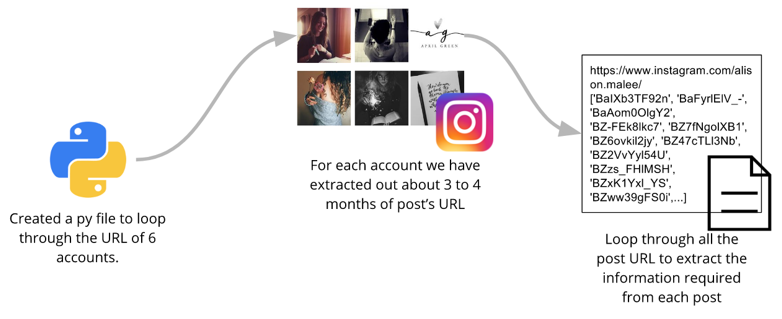 Created a py file to loop
through the URL of 6
accounts.
a g
APRIL GREEN
For each account we have
extracted out about 3 to 4
months of post's URL
https://www.instagram.com/alis
on.malee/
['BaIXb3TF92n', 'BaFyrlElV_-',
'BaAom0OlgY2',
'BZ-FEk8lkc7', 'BZ7fNgolXB1',
'BZ6ovkil2jy', 'BZ47cTLl3Nb',
'BZ2VvYyl54U',
'BZzs_FHlMSH',
'BZxK1Yxl_YS',
'BZww39gFS0i',...]
Loop through all the
post URL to extract the
information required
from each post